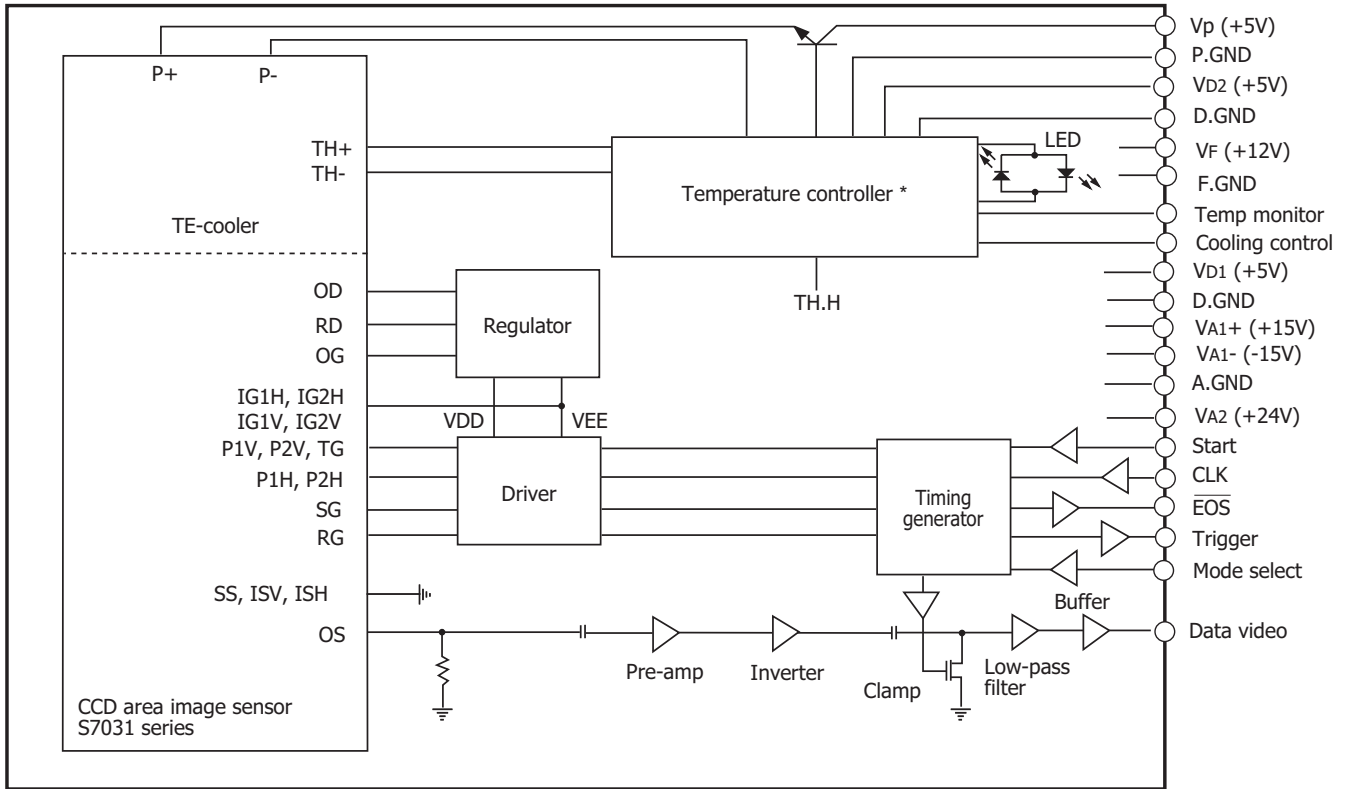 Vp (+5V)
P.GND
VD2 (+5V)
D.GND
VF (+12V)
F.GND
Temp monitor
Cooling control
VD1 (+5V)
D.GND
VA1+ (+15V)
VA1- (-15V)
A.GND
VA2 (+24V)
Start
CLK
EOS
Trigger
Mode select
Data video
P+
P-
TH+
TH-
TE-cooler
Temperature controller *
LED
TH.H
OD
RD
OG
IG1H, IG2H
IG1V, IG2V
P1V, P2V, TG
P1H, P2H
SG
RG
SS, ISV, ISH
OS
Regulator
VDD
VEE
Driver
Timing
generator
Buffer
Pre-amp
Inverter
Clamp
Low-pass
filter
CCD area image sensor
S7031 series